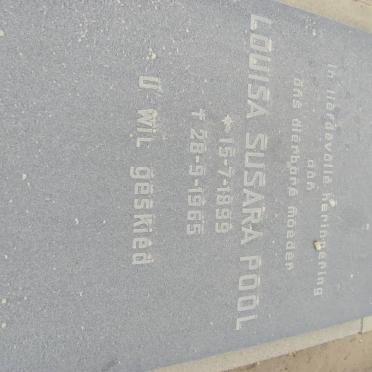 In liefdevolle herinnering
aan
ons dierbare moeder
LOUISA SUSARA POOL
* 15-7-1899
† 28-9-1965
U wil geskied